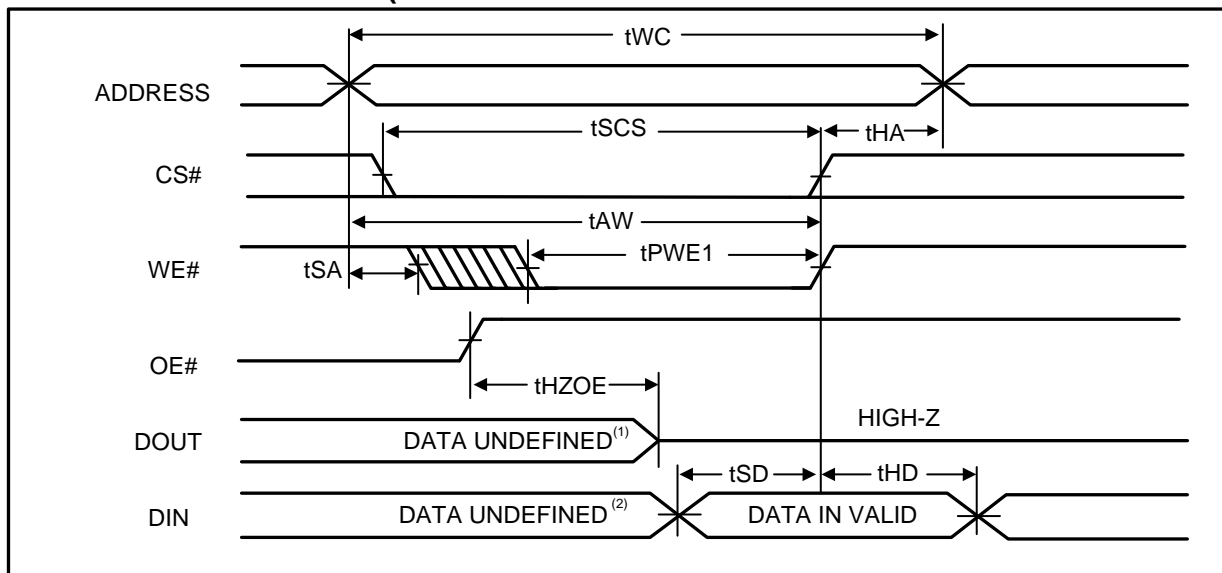 (
tWC
ADDRESS
tSCS
tHA
CS#
tAW
WE#
tSA
tPWE1
OE#
tHZOE
HIGH-Z
DOUT
DATA UNDEFINED(1)
tSD
tHD
DIN
DATA UNDEFINED (2)
DATA IN VALID